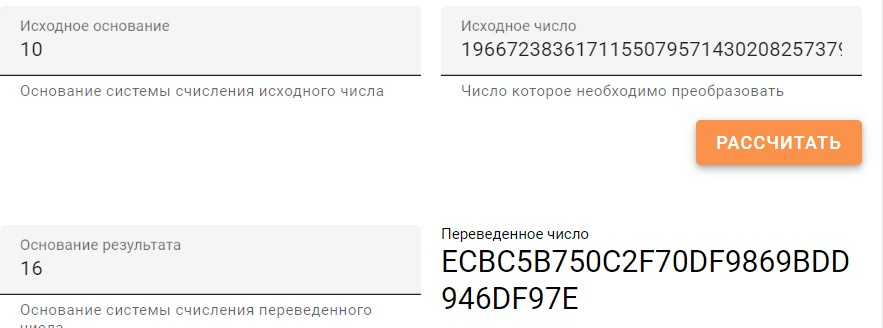 Исходное основание
10
Основание системы счисления исходного числа
Исходное число
1966723836171155079571430208257379
Число которое необходимо преобразовать
РАССЧИТАТЬ
Основание результата
16
Основание системы счисления переведенного
числа
Переведенное число
ECBC5B750C2F70DF9869BDD
946DF97E